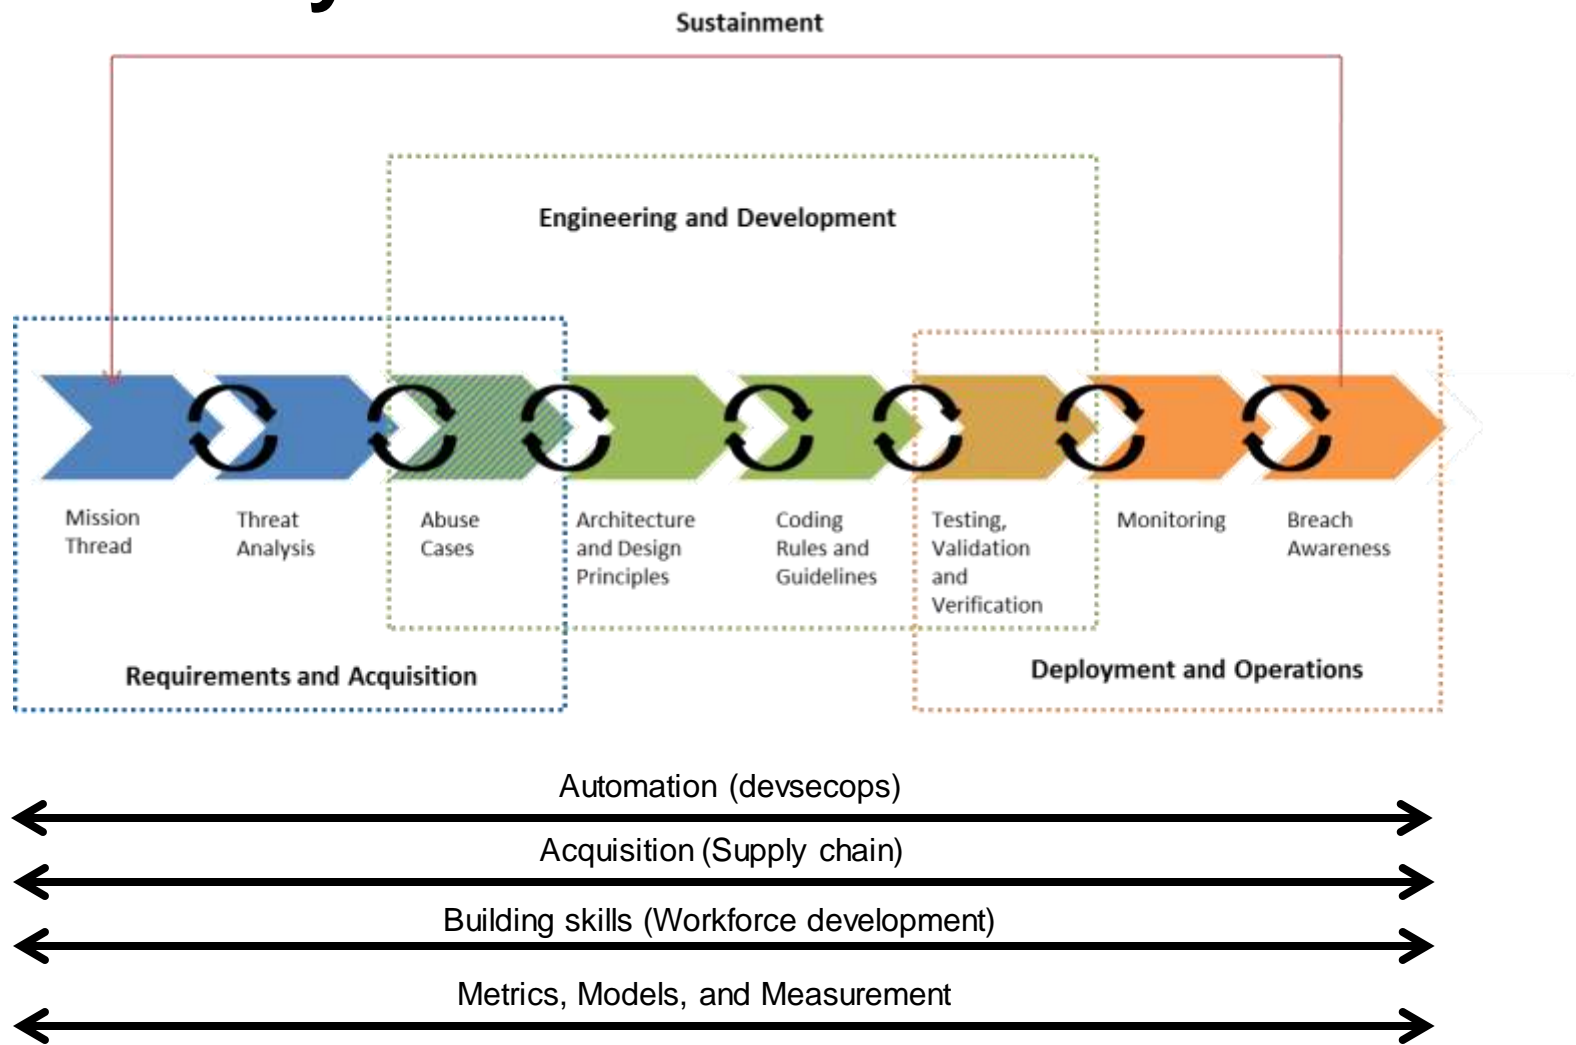 Sustainment
Engineering and Development
Mission
Thread
Threat
Analysis
Abuse
Cases
Architecture
and Design
Principles
Coding
Rules and
Guidelines
Testing,
Validation
and
Verification
Monitoring
Breach
Awareness
Requirements and Acquisition
Deployment and Operations
Automation (devsecops)
Acquisition (Supply chain)
Building skills (Workforce development)
Metrics, Models, and Measurement